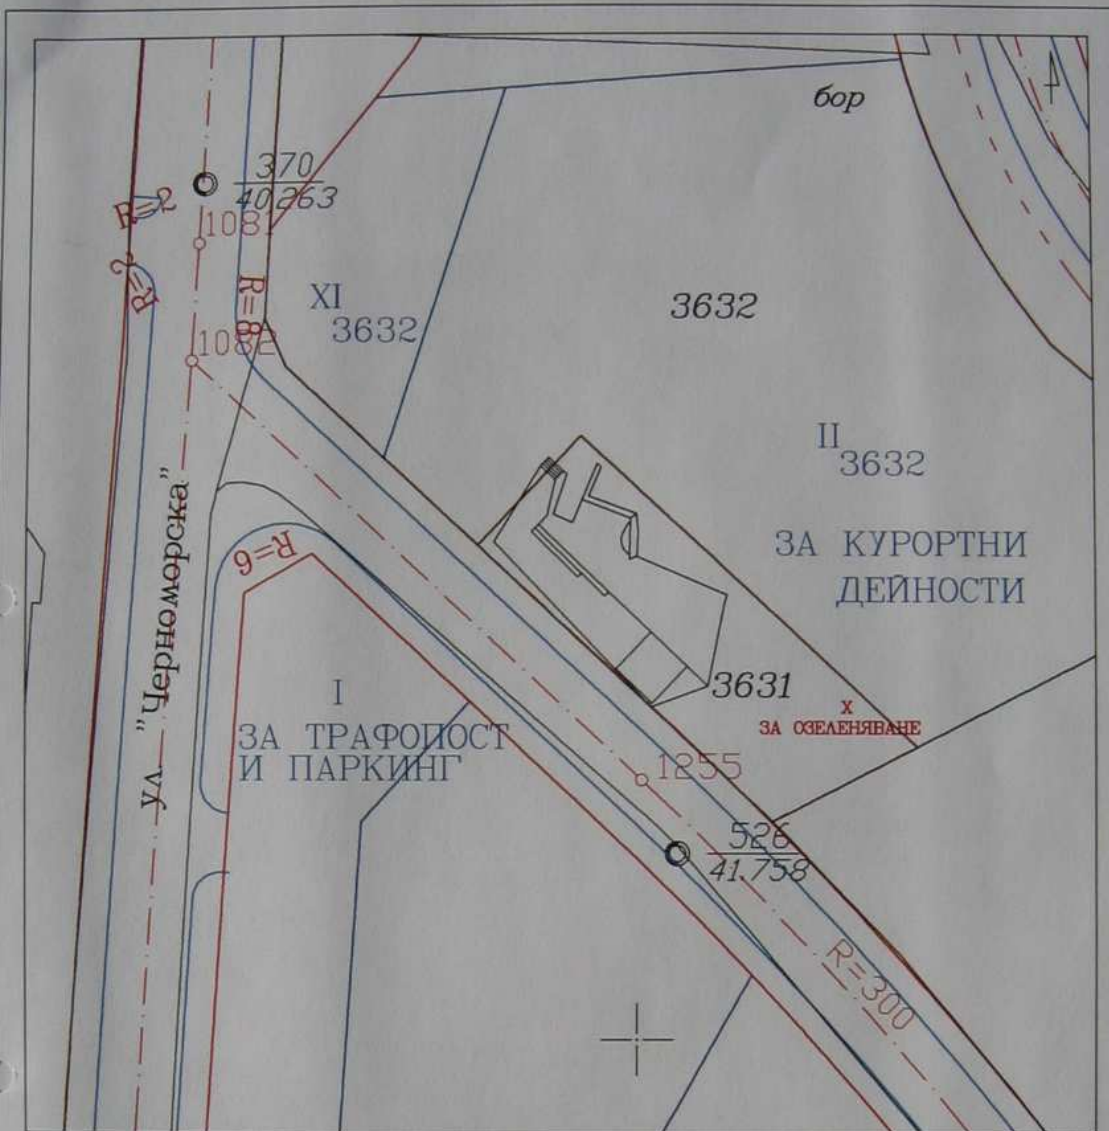 бор
370
40.263
R=2
1081
R=2
R=8
XI
3632
3632
1082
II
3632
ул. "Черноморска"
R=6
ЗА КУРОРТНИ
ДЕЙНОСТИ
I
ЗА ТРАФОПОСТ
И ПАРКИНГ
3631
X
ЗА ОЗЕЛЕНЯВАНЕ
1255
526
41.758
R=300